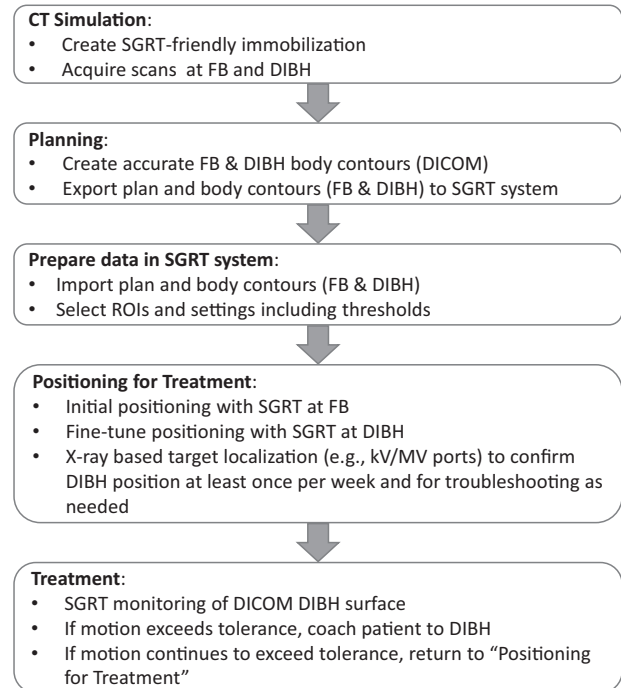 CT Simulation:
• Create SGRT-friendly immobilization
• Acquire scans at FB and DIBH
Planning:
• Create accurate FB & DIBH body contours (DICOM)
• Export plan and body contours (FB & DIBH) to SGRT system
Prepare data in SGRT system:
• Import plan and body contours (FB & DIBH)
• Select ROIs and settings including thresholds
Positioning for Treatment:
• Initial positioning with SGRT at FB
• Fine-tune positioning with SGRT at DIBH
• X-ray based target localization (e.g., kV/MV ports) to confirm
DIBH position at least once per week and for troubleshooting as
needed
Treatment:
• SGRT monitoring of DICOM DIBH surface
• If motion exceeds tolerance, coach patient to DIBH
• If motion continues to exceed tolerance, return to “Positioning
for Treatment”